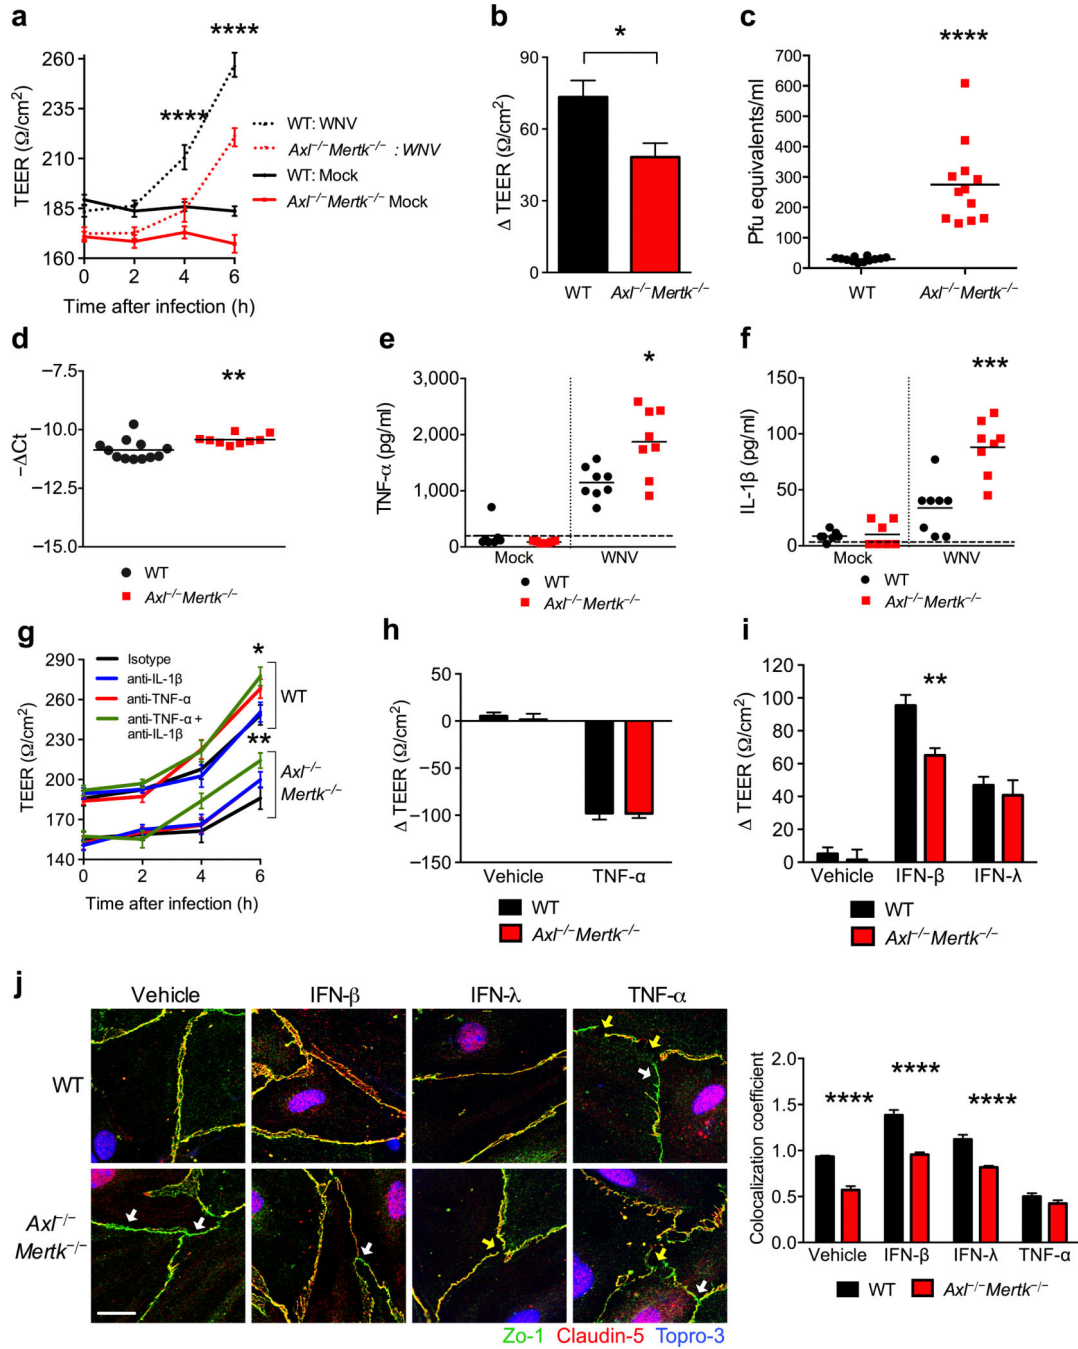 a
TEER (Ω/cm²)
260
235
210
185
160
0 2 4 6
Time after infection (h)
****
****
WT: WNV
Axl⁻/⁻Mertk⁻/⁻ : WNV
WT: Mock
Axl⁻/⁻Mertk⁻/⁻ Mock
b
Δ TEER (Ω/cm²)
90
60
30
0
*
WT Axl⁻/⁻Mertk⁻/⁻
c
Pfu equivalents/ml
****
700
600
500
400
300
200
100
0
WT Axl⁻/⁻Mertk⁻/⁻
d
−ΔCt
−7.5
−10.0
−12.5
−15.0
**
WT
Axl⁻/⁻Mertk⁻/⁻
e
TNF-α (pg/ml)
3,000
2,000
1,000
0
*
Mock WNV
WT
Axl⁻/⁻Mertk⁻/⁻
f
IL-1β (pg/ml)
150
100
50
0
***
Mock WNV
WT
Axl⁻/⁻Mertk⁻/⁻
g
TEER (Ω/cm²)
290
260
230
200
170
140
0 2 4 6
Time after infection (h)
Isotype
anti-IL-1β
anti-TNF-α
anti-TNF-α +
anti-IL-1β
*
WT
**
Axl⁻/⁻
Mertk⁻/⁻
h
Δ TEER (Ω/cm²)
50
0
−50
−100
−150
Vehicle TNF-α
WT
Axl⁻/⁻Mertk⁻/⁻
i
Δ TEER (Ω/cm²)
120
100
80
60
40
20
0
**
Vehicle IFN-β IFN-λ
WT
Axl⁻/⁻Mertk⁻/⁻
j
Vehicle IFN-β IFN-λ TNF-α
WT
Axl⁻/⁻
Mertk⁻/⁻
Zo-1 Claudin-5 Topro-3
Colocalization coefficient
2.0
1.5
1.0
0.5
0
****
****
****
Vehicle IFN-β IFN-λ TNF-α
WT Axl⁻/⁻Mertk⁻/⁻